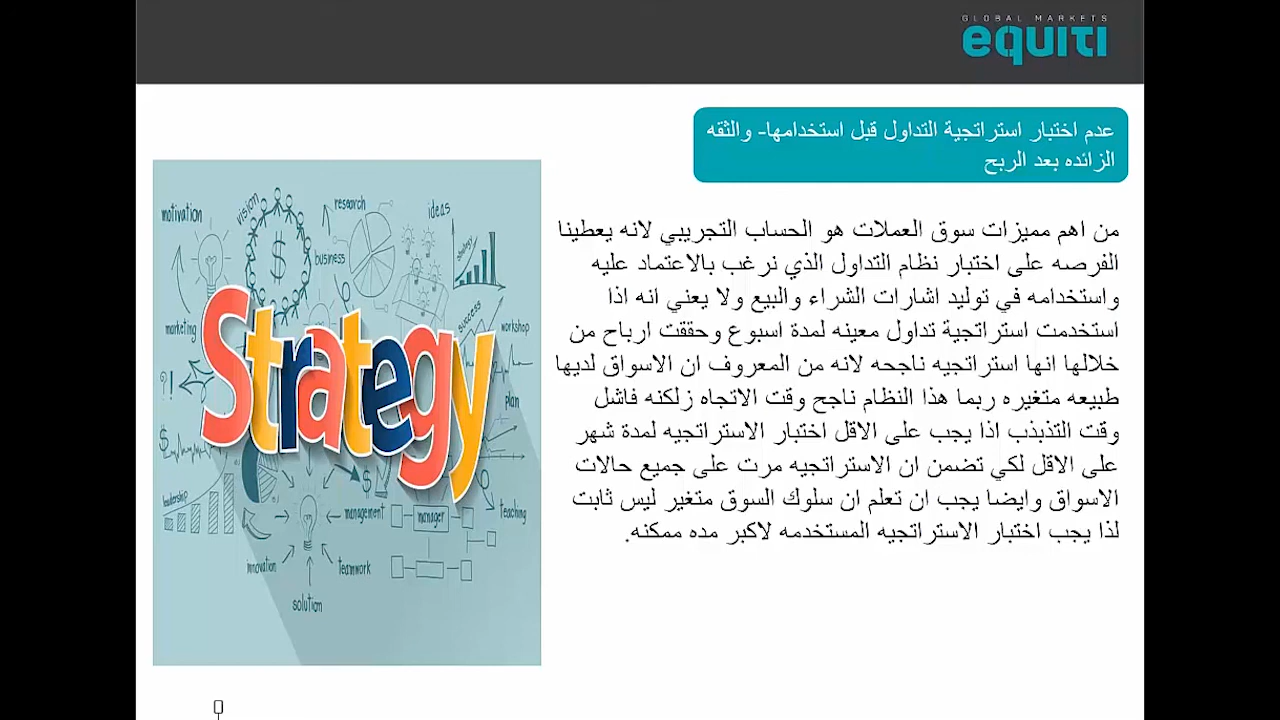 GLOBAL MARKETS
equiti
عدم اختبار استراتجية التداول قبل استخدامها- والثقه
الزائده بعد الربح
من اهم مميزات سوق العملات هو الحساب التجريبي لانه يعطينا
الفرصه على اختبار نظام التداول الذي نرغب بالاعتماد عليه
واستخدامه في توليد اشارات الشراء والبيع ولا يعني انه اذا
استخدمت استراتجية تداول معينه لمدة اسبوع وحققت ارباح من
خلالها انها استراتجيه ناجحه لانه من المعروف ان الاسواق لديها
طبيعه متغيره ربما هذا النظام ناجح وقت الاتجاه زلكنه فاشل
وقت التذبذب اذا يجب على الاقل اختبار الاستراتجيه لمدة شهر
على الاقل لكي تضمن ان الاستراتجيه مرت على جميع حالات
الاسواق وايضا يجب ان تعلم ان سلوك السوق متغير ليس ثابت
لذا يجب اختبار الاستراتجيه المستخدمه لاكبر مده ممكنه.
motivation
vision
research
ideas
business
strategy
success
marketing
workshop
Strategy
plan
leadership
management
manager
teaching
innovation
teamwork
solution